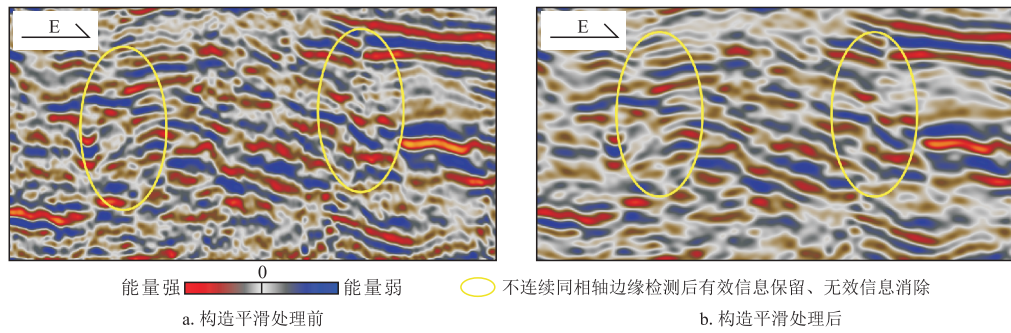 E
E
0
能量强
能量弱
不连续同相轴边缘检测后有效信息保留、无效信息消除
a. 构造平滑处理前
b. 构造平滑处理后